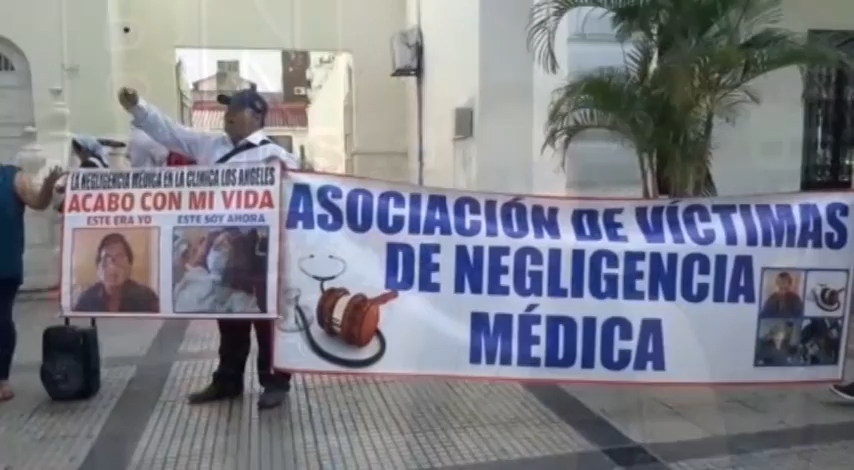 LA NEGLIGENCIA MÉDICA EN LA CLINICA LOS ANGELES
ACABO CON MI VIDA
ESTE ERA YO ESTE SOY AHORA
ASOCIACIÓN DE VÍCTIMAS
DE NEGLIGENCIA
MÉDICA